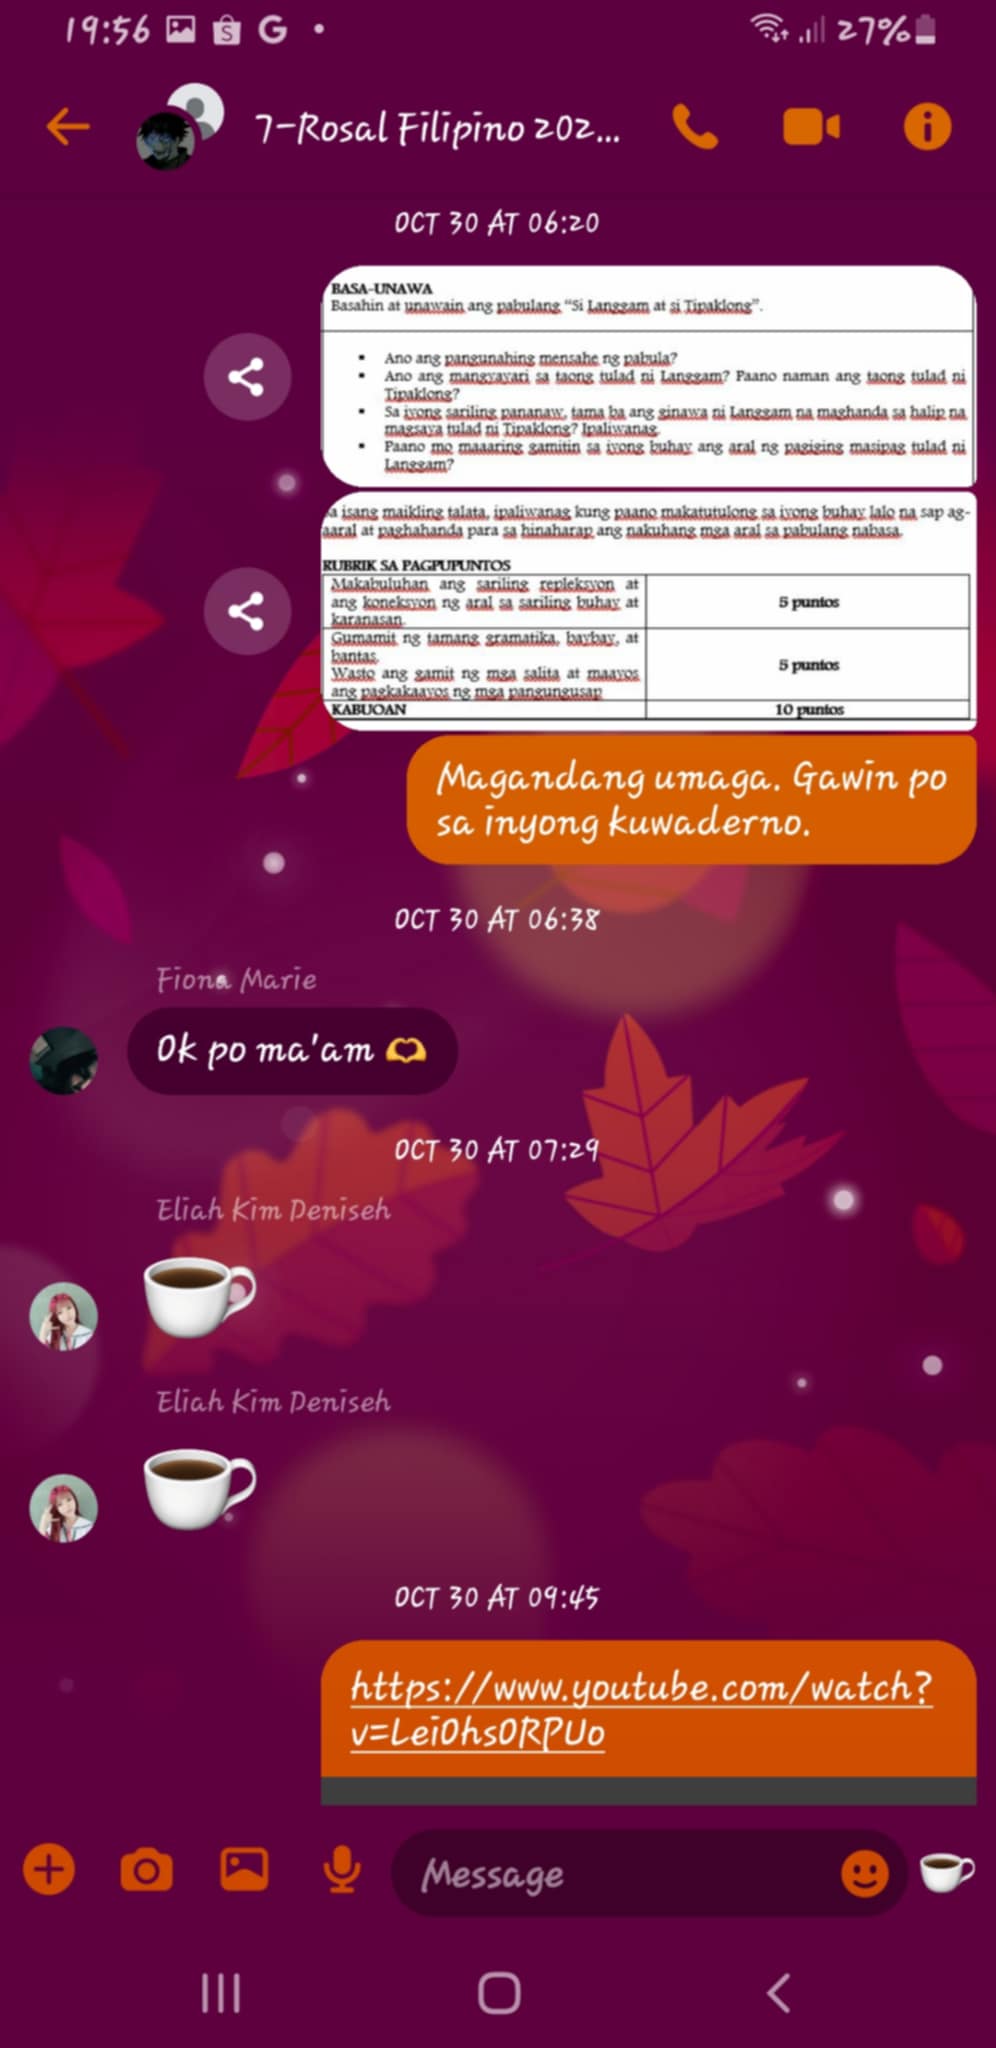 19:56
27%
7-Rosal Filipino 202...
OCT 30 AT 06:20
BASA-UNAWA
Basahin at unawain ang pabulang “Si Langgam at si Tipaklong”.
▪ Ano ang pangunahing mensahe ng pabula?
▪ Ano ang mangyayari sa taong tulad ni Langgam? Paano naman ang taong tulad ni
Tipaklong?
▪ Sa iyong sariling pananaw, tama ba ang ginawa ni Langgam na maghanda sa halip na
magsaya tulad ni Tipaklong? Ipaliwanag.
▪ Paano mo maaaring gamitin sa iyong buhay ang aral ng pagiging masipag tulad ni
Langgam?
a isang maikling talata, ipaliwanag kung paano makatutulong sa iyong buhay lalo na sap ag-
aaral at paghahanda para sa hinaharap ang nakuhang mga aral sa pabulang nabasa.
RUBRIK SA PAGPUPUNTOS
Makabuluhan ang sariling repleksyon at
ang koneksyon ng aral sa sariling buhay at
karanasan.
5 puntos
Gumamit ng tamang gramatika, baybay, at
bantas.
Wasto ang gamit ng mga salita at maayos
ang pagkakaayos ng mga pangungusap
5 puntos
KABUOAN
10 puntos
Magandang umaga. Gawin po
sa inyong kuwaderno.
OCT 30 AT 06:38
Fiona Marie
Ok po ma'am 🫶
OCT 30 AT 07:29
Eliah Kim Deniseh
Eliah Kim Deniseh
OCT 30 AT 09:45
https://www.youtube.com/watch?
v=Lei0hs0RPUo
Message